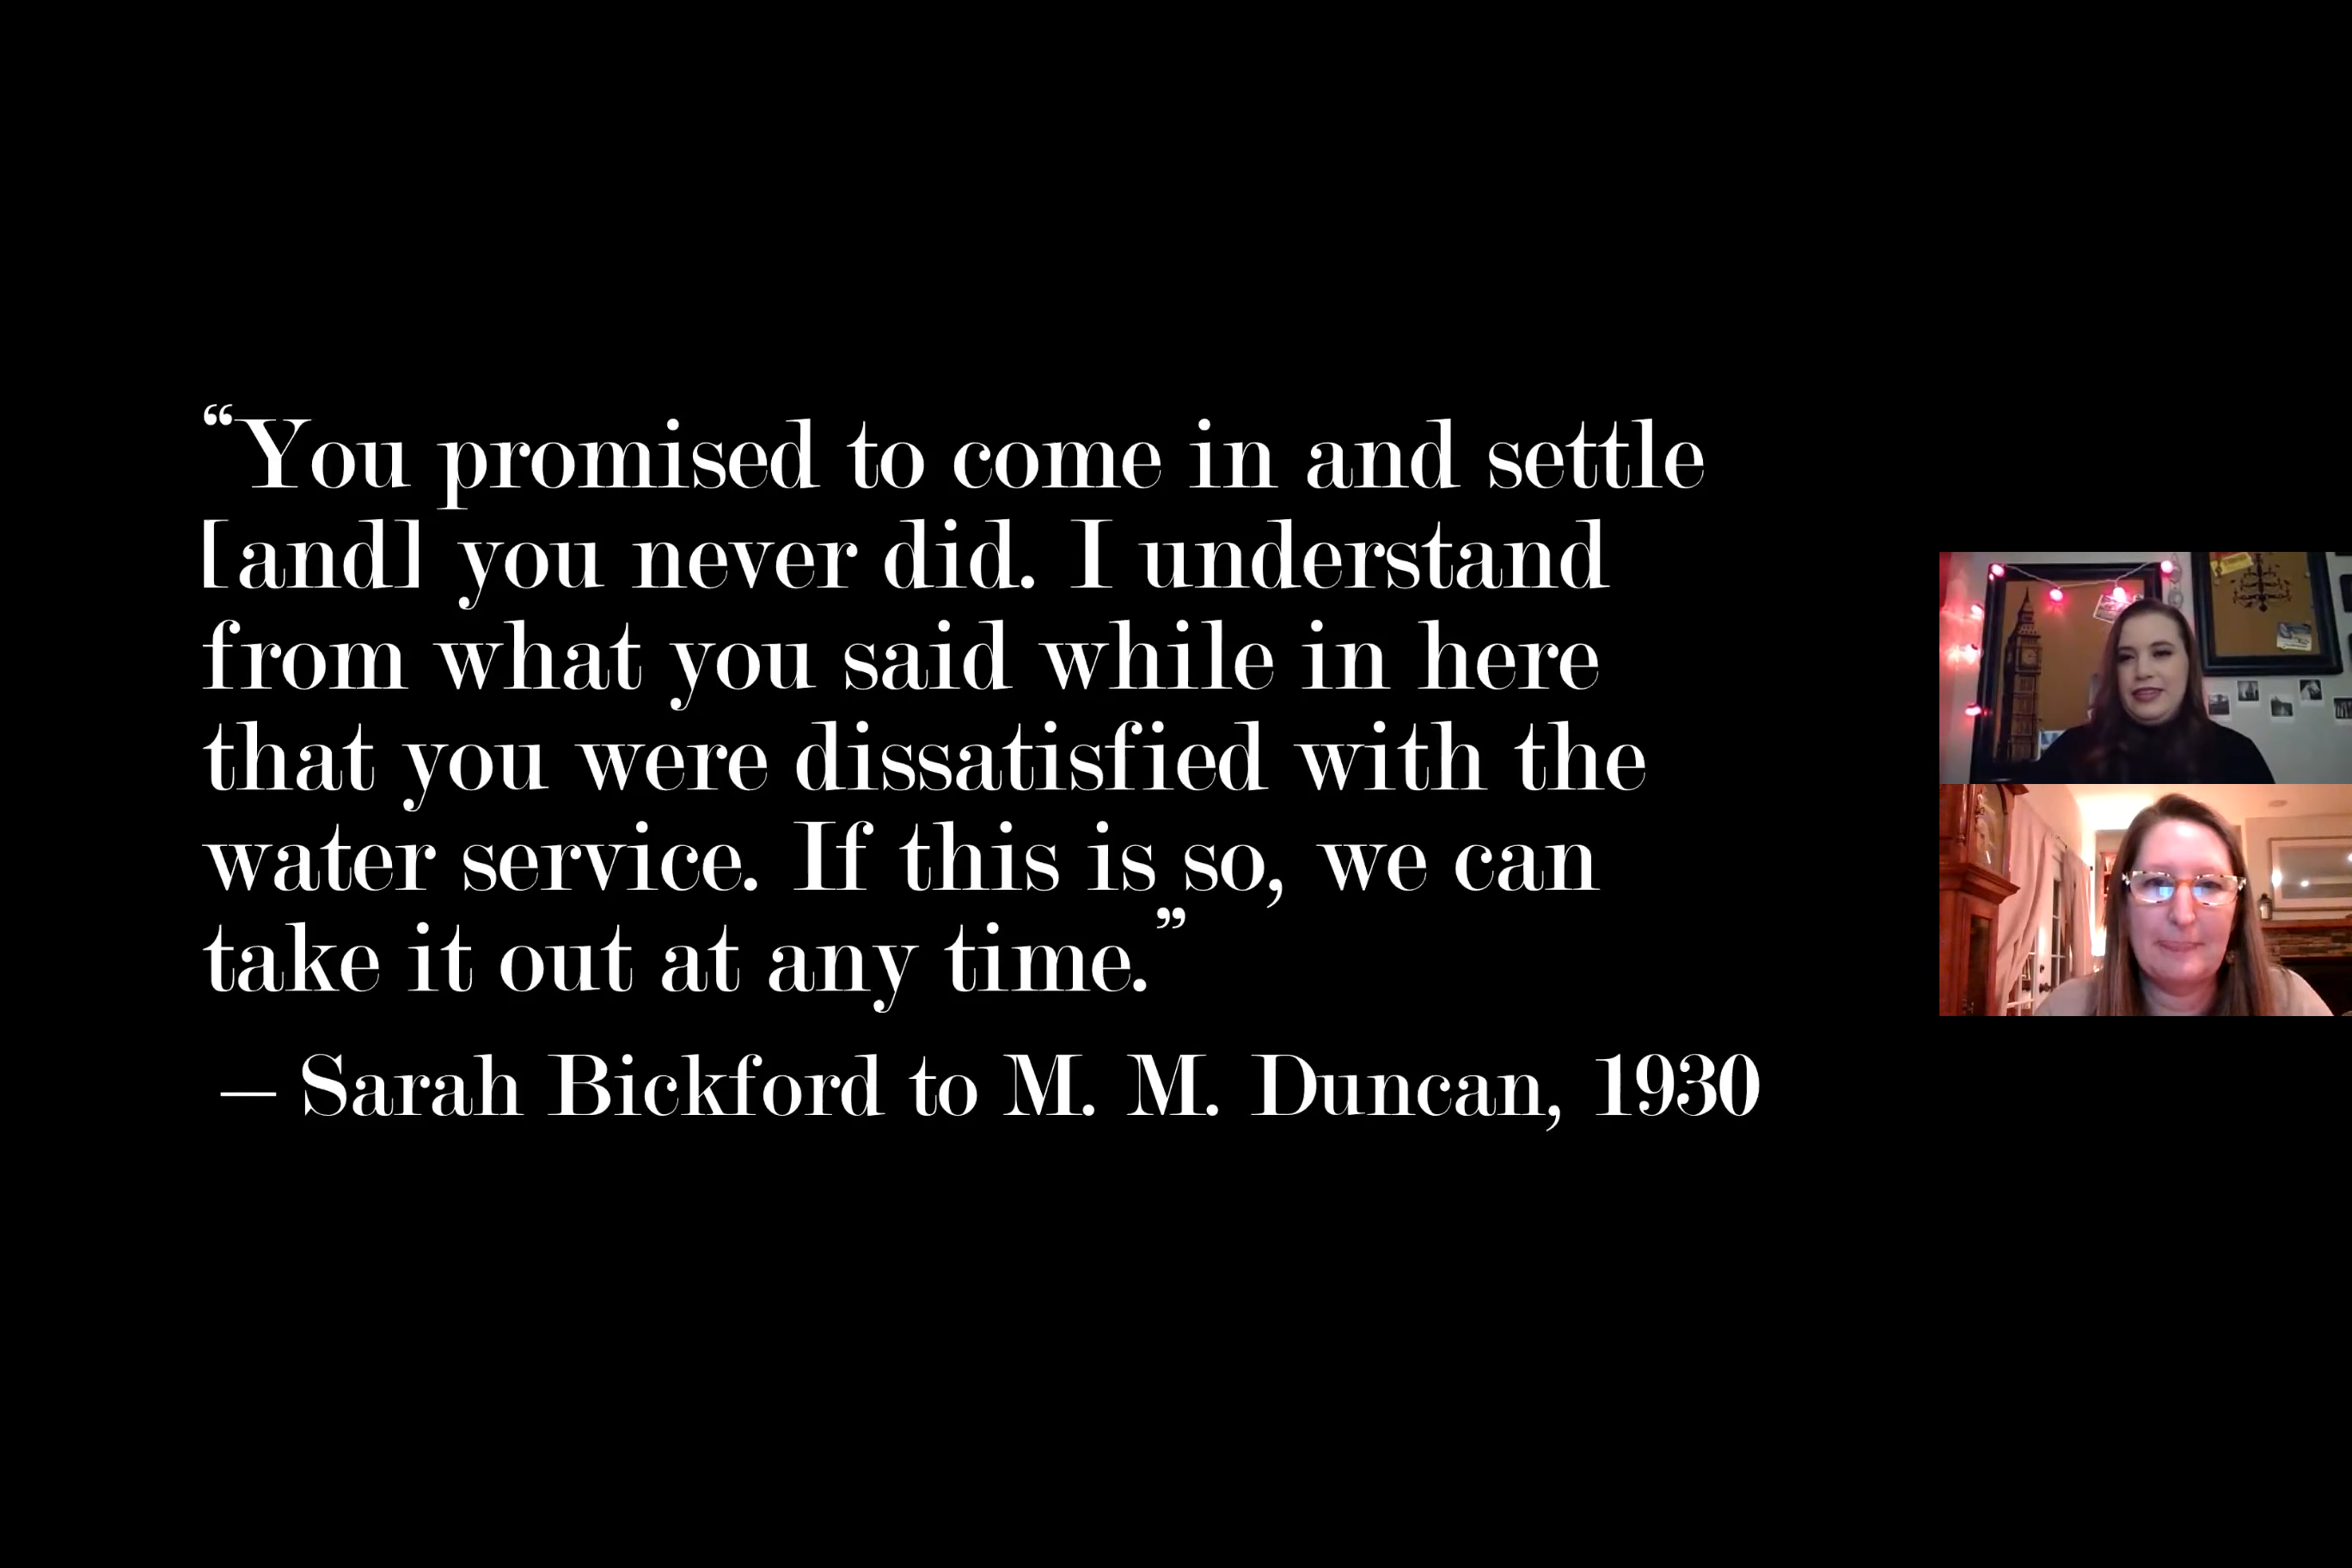 “You promised to come in and settle
[and] you never did. I understand
from what you said while in here
that you were dissatisfied with the
water service. If this is so, we can
take it out at any time.”
– Sarah Bickford to M. M. Duncan, 1930